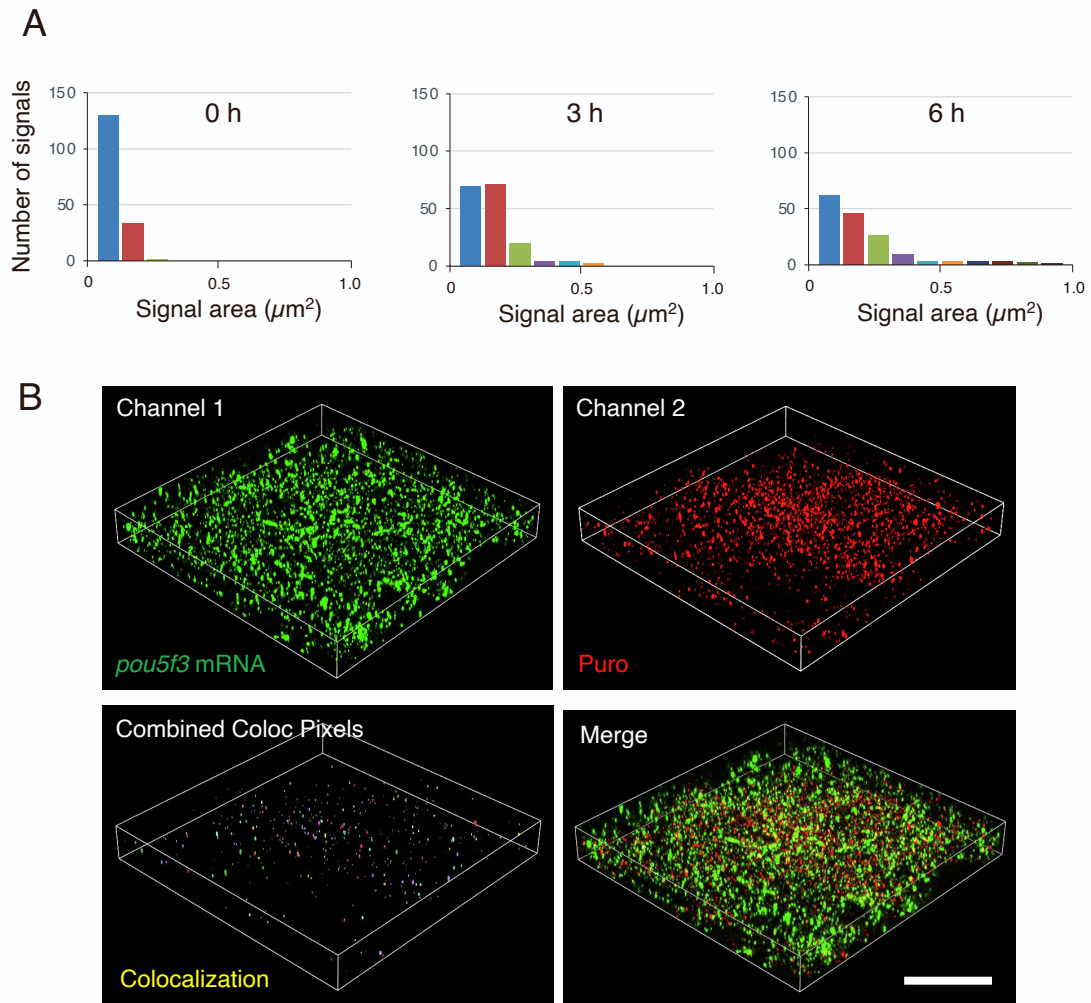 A
Number of signals
150
100
50
0
0 h
0
0.5
1.0
Signal area (µm²)
150
100
50
0
3 h
0
0.5
1.0
Signal area (µm²)
150
100
50
0
6 h
0
0.5
1.0
Signal area (µm²)
B
Channel 1
pou5f3 mRNA
Channel 2
Puro
Combined Coloc Pixels
Colocalization
Merge